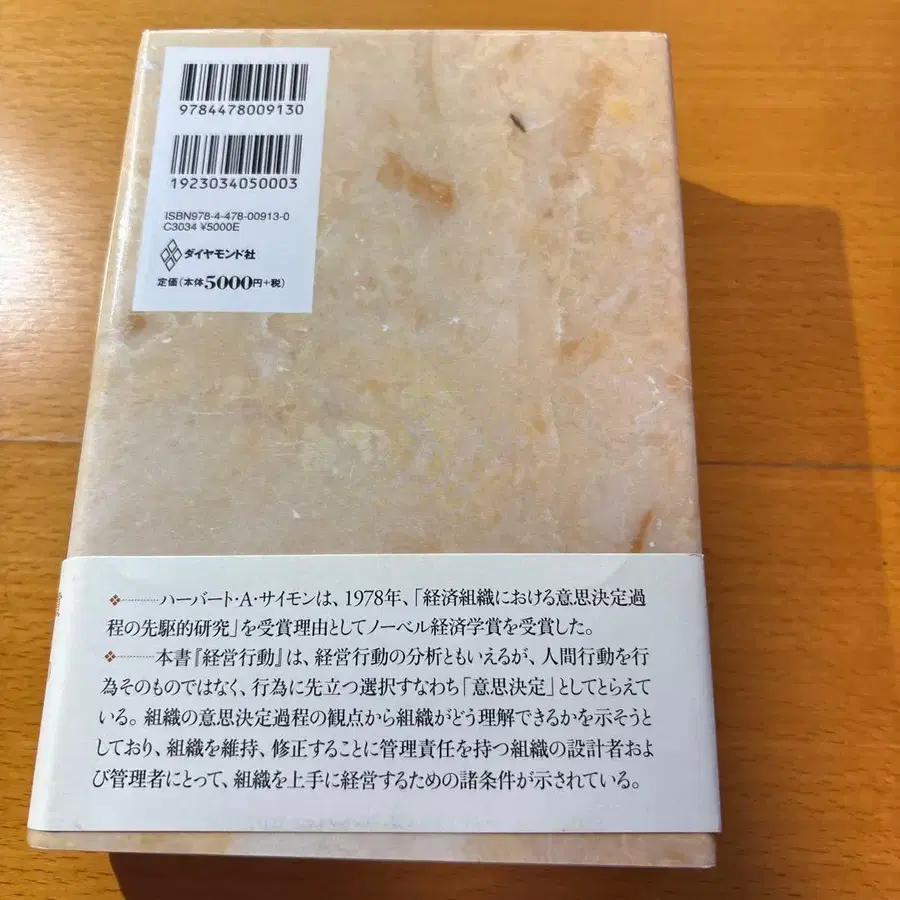 9784478009130
1923034050003
ISBN978-4-478-00913-0
C3034 ¥5000E
ダイヤモンド社
定価(本体5000円+税)
❖………ハーバート・A・サイモンは、1978年、「経済組織における意思決定過
程の先駆的研究」を受賞理由としてノーベル経済学賞を受賞した。
❖………本書『経営行動』は、経営行動の分析ともいえるが、人間行動を行
為そのものではなく、行為に先立つ選択すなわち「意思決定」としてとらえて
いる。組織の意思決定過程の観点から組織がどう理解できるかを示そうと
しており、組織を維持、修正することに管理責任を持つ組織の設計者およ
び管理者にとって、組織を上手に経営するための諸条件が示されている。